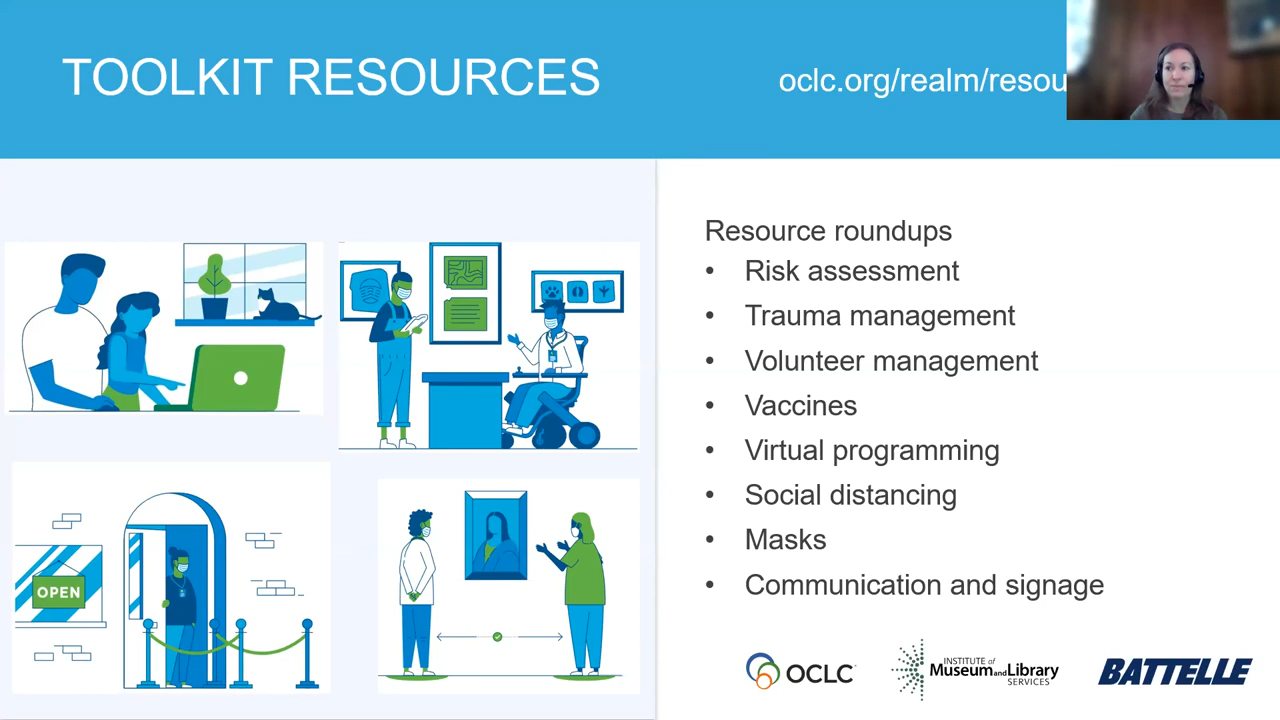 TOOLKIT RESOURCES
oclc.org/realm/resou
Resource roundups
• Risk assessment
• Trauma management
• Volunteer management
• Vaccines
• Virtual programming
• Social distancing
• Masks
• Communication and signage
OPEN
OCLC
INSTITUTE of
Museum and Library
SERVICES
BATTELLE